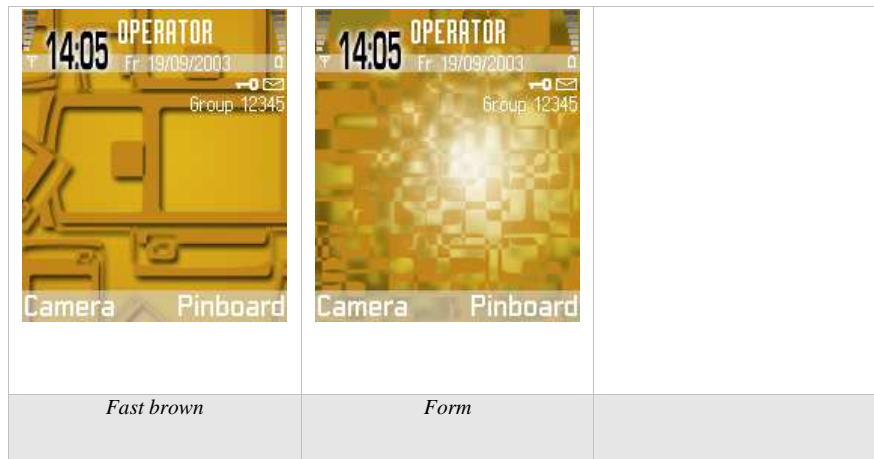 OPERATOR
14:05
Fr 19/09/2003
Group 12345
Camera Pinboard
OPERATOR
14:05
Fr 19/09/2003
Group 12345
Camera Pinboard
Fast brown
Form